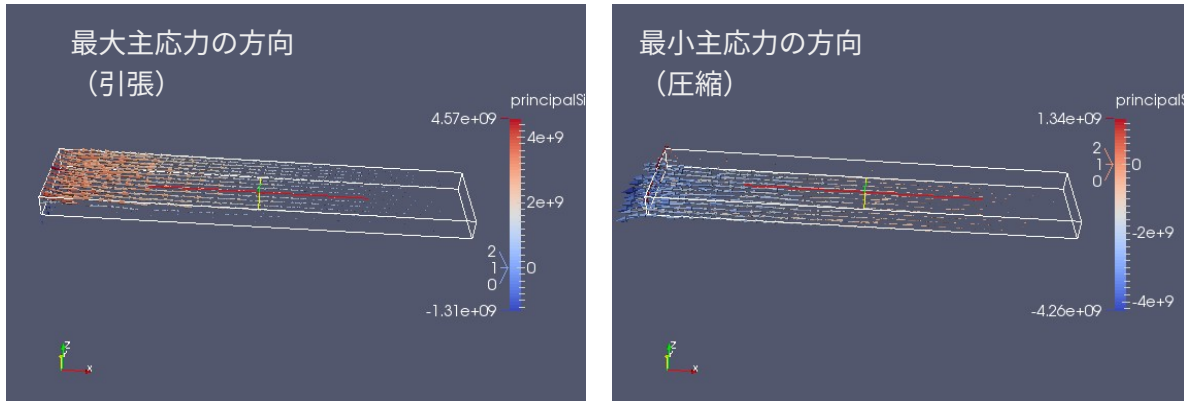 最大主応力の方向
（引張）
principalSi
4.57e+09
4e+9
2e+9
2
1
0
0
-1.31e+09
Z
Y
X
最小主応力の方向
（圧縮）
principalS
1.34e+09
2
1
0
0
-2e+9
-4e+9
-4.26e+09
Z
Y
X